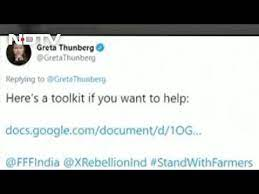 NDTV
Greta Thunberg
@GretaThunberg
Replying to @GretaThunberg
Here's a toolkit if you want to help:
docs.google.com/document/d/1OG...
@FFFIndia @XRebellionInd #StandWithFarmers